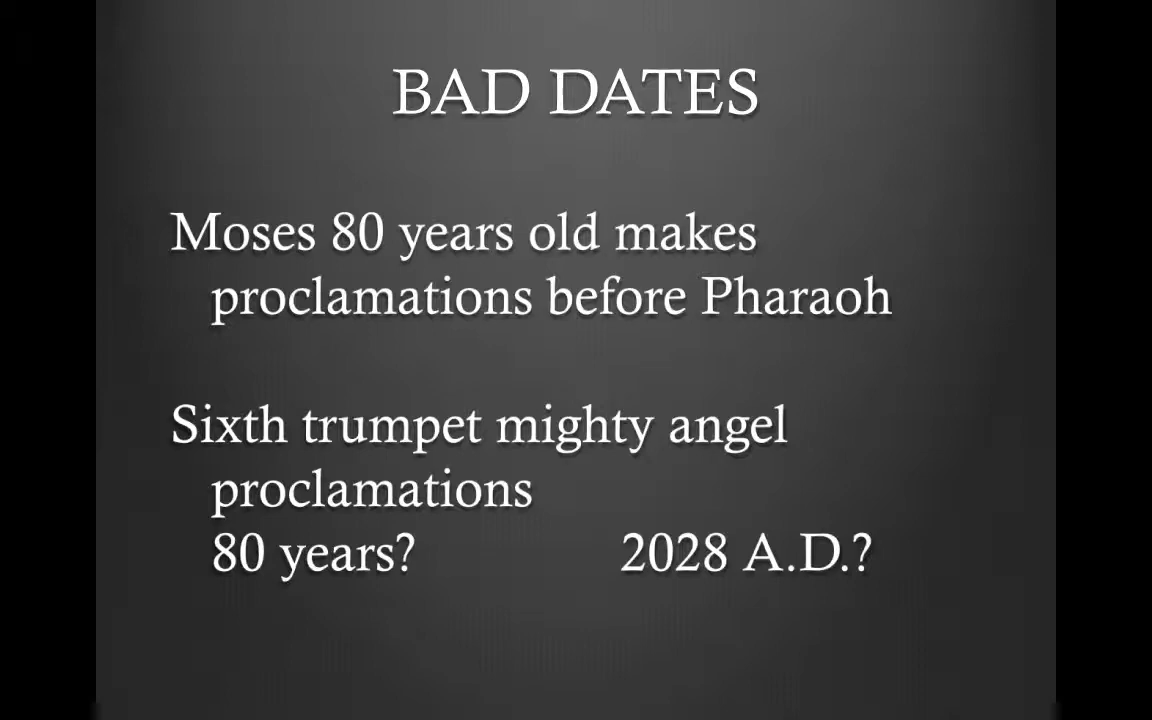 BAD DATES
Moses 80 years old makes
proclamations before Pharaoh
Sixth trumpet mighty angel
proclamations
80 years? 2028 A.D.?